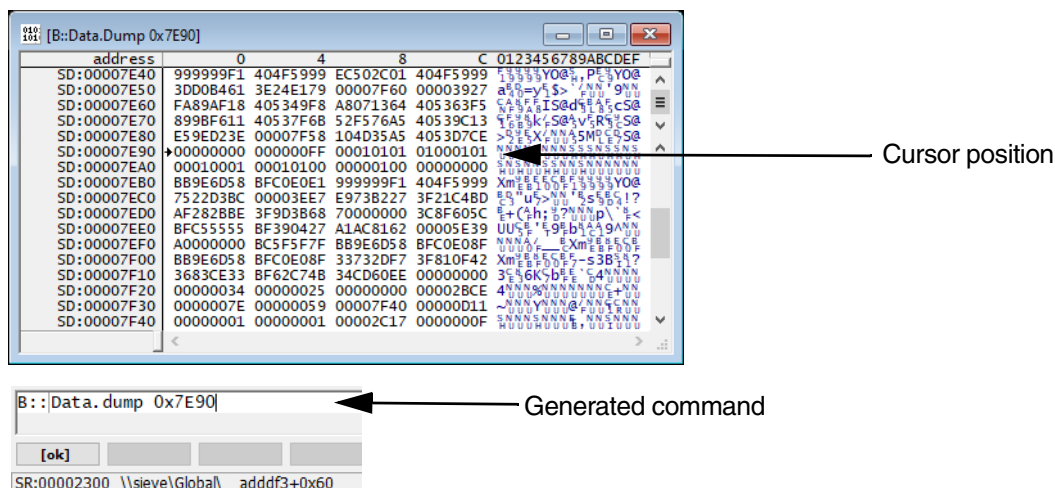 [B::Data.Dump 0x7E90]
address 0 4 8 C 0123456789ABCDEF
SD:00007E40 999999F1 404F5999 EC502C01 404F5999
SD:00007E50 3DD0B461 3E24E179 00007F60 00003927
SD:00007E60 FA89AF18 405349F8 A8071364 405363F5
SD:00007E70 899BF611 40537F6B 52F576A5 40539C13
SD:00007E80 E59ED23E 00007F58 104D35A5 4053D7CE
SD:00007E90 00000000 000000FF 00010101 01000101
Cursor position
SD:00007EA0 00010001 00010100 00000100 00000000
SD:00007EB0 BB9E6D58 BFC0E0E1 999999F1 404F5999
SD:00007EC0 7522D3BC 00003EE7 E973B227 3F21C4BD
SD:00007ED0 AF282BBE 3F9D3B68 70000000 3C8F605C
SD:00007EE0 BFC55555 BF390427 A1AC8162 00005E39
SD:00007EF0 A0000000 BC5F5F7F BB9E6D58 BFC0E08F
SD:00007F00 BB9E6D58 BFC0E08F 33732DF7 3F810F42
SD:00007F10 3683CE33 BF62C74B 34CD60EE 00000000
SD:00007F20 00000034 00000025 00000000 00002BCE
SD:00007F30 0000007E 00000059 00007F40 00000D11
SD:00007F40 00000001 00000001 00002C17 0000000F
B::Data.dump 0x7E90
Generated command
[ok]
SR:00002300 \\sieve\Global\__adddf3+0x60